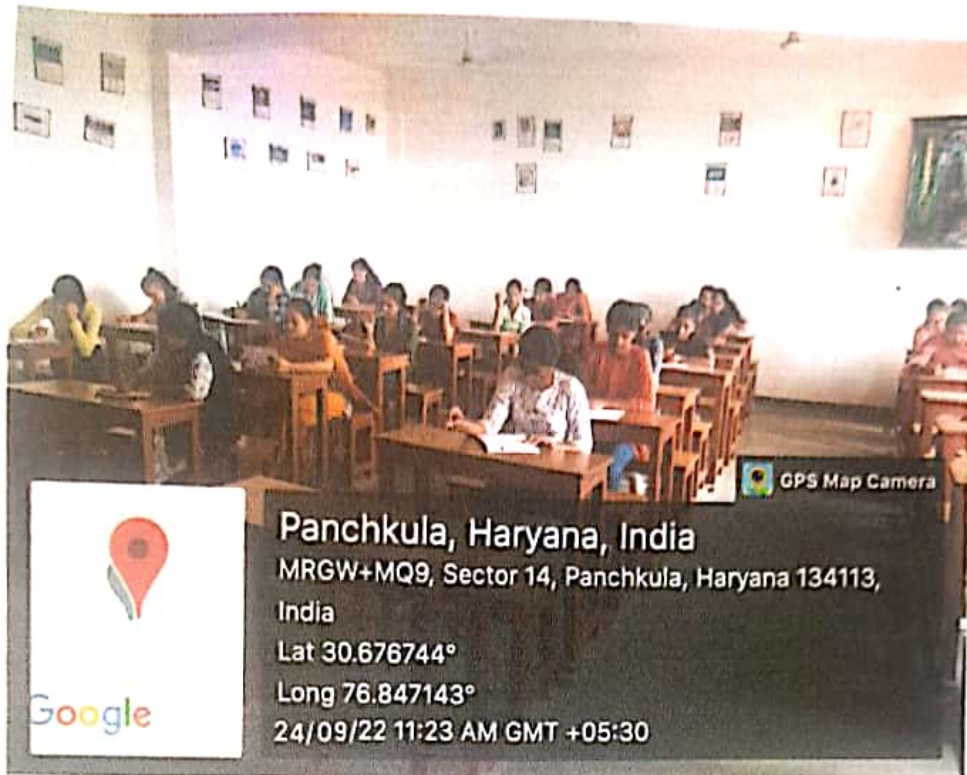 GPS Map Camera
Panchkula, Haryana, India
MRGW+MQ9, Sector 14, Panchkula, Haryana 134113,
India
Lat 30.676744°
Long 76.847143°
24/09/22 11:23 AM GMT +05:30
Google